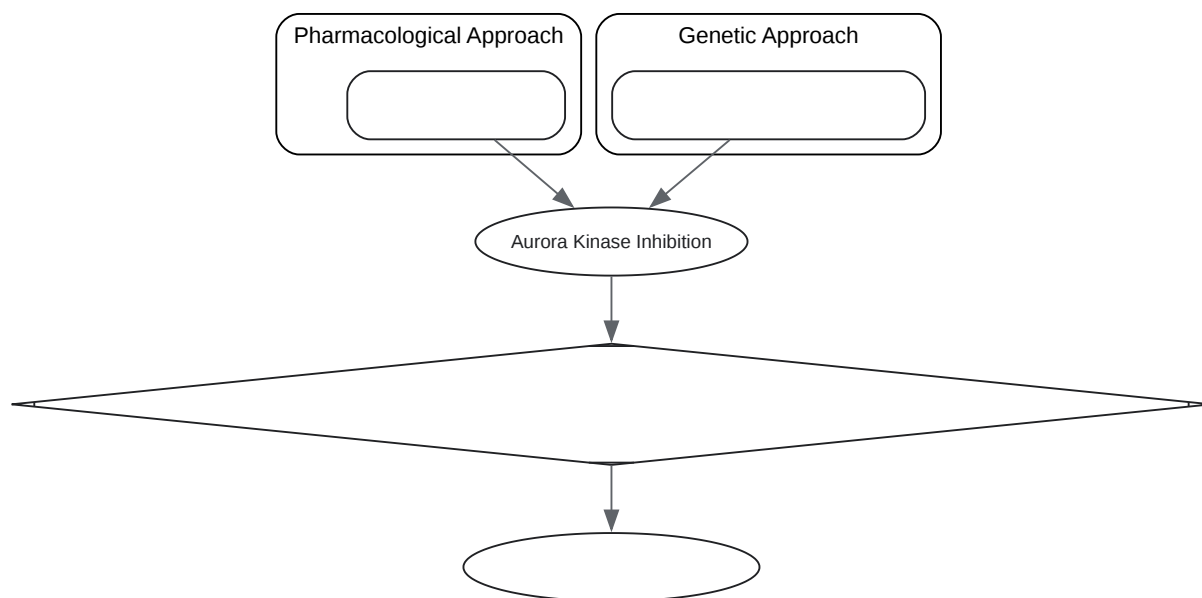 Pharmacological Approach
Genetic Approach
Aurora Kinase Inhibition